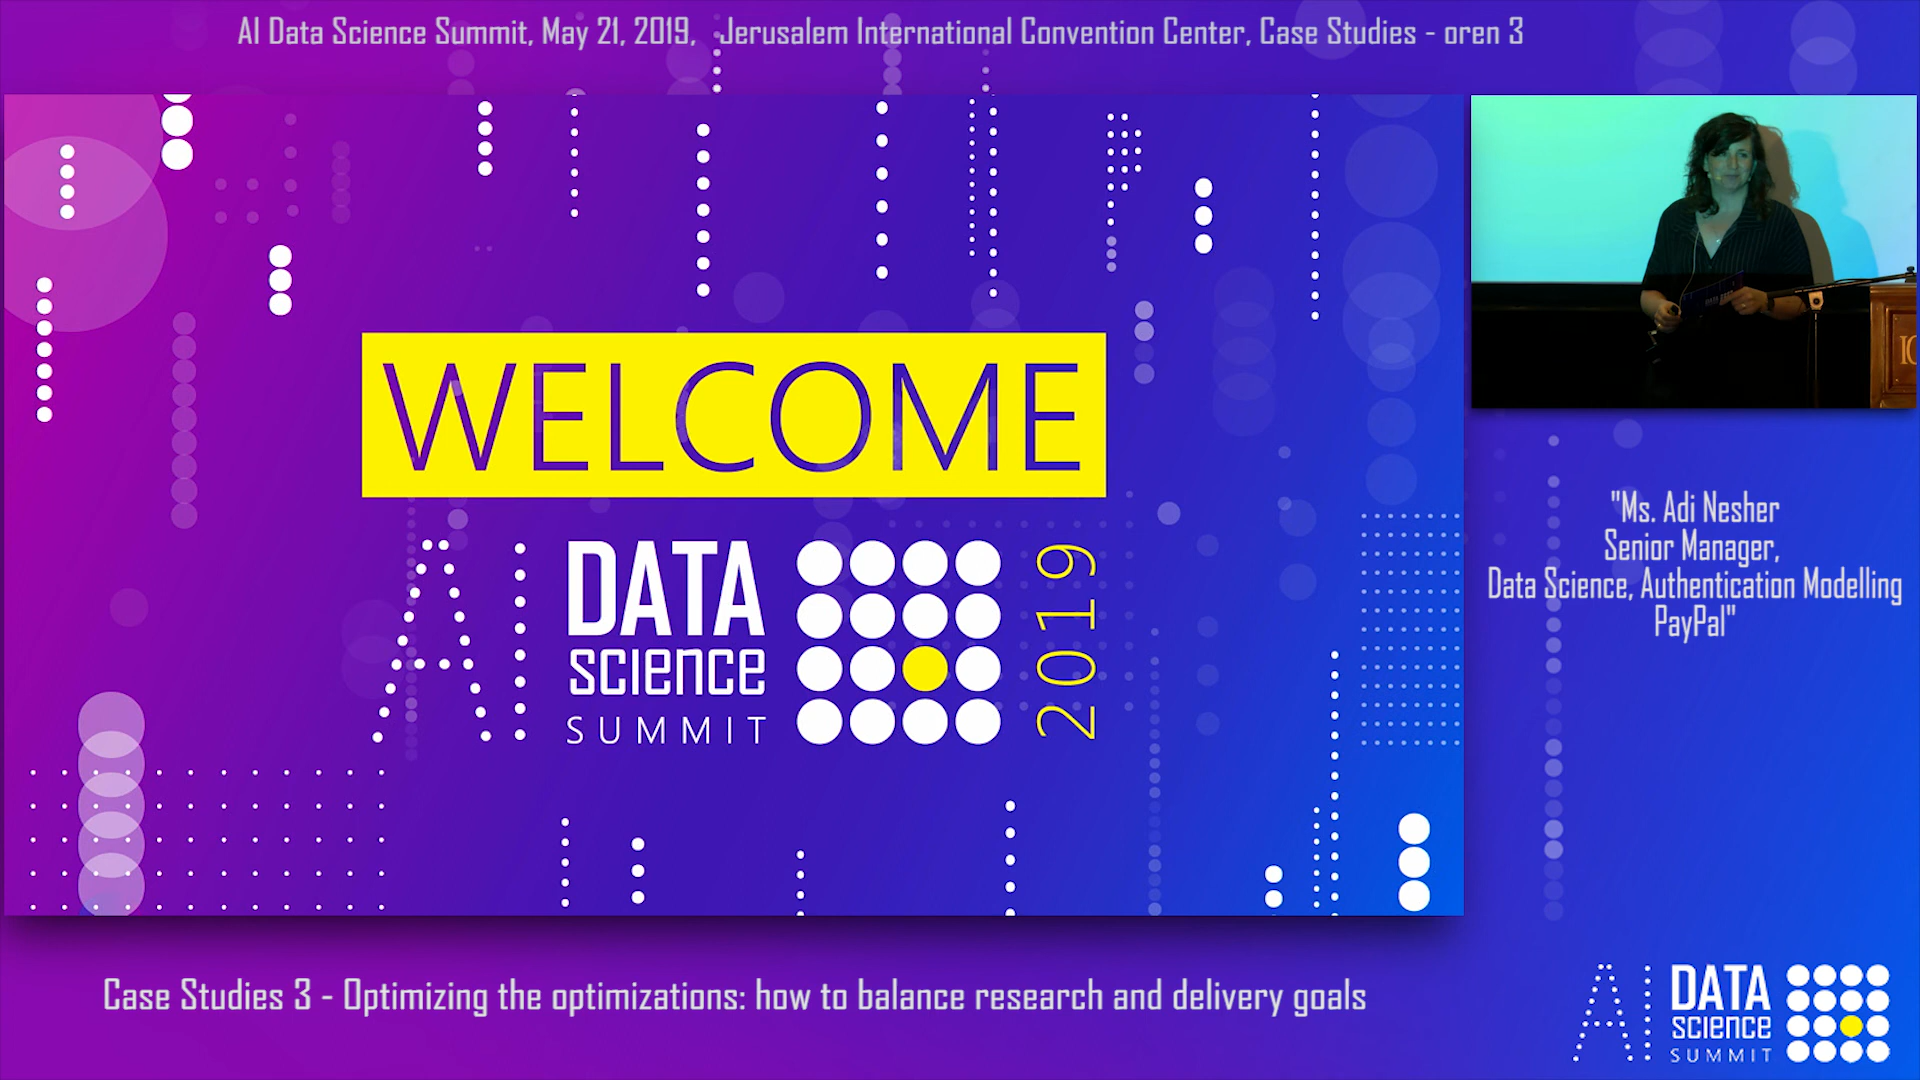 AI Data Science Summit, May 21, 2019, Jerusalem International Convention Center, Case Studies - oren 3
WELCOME
AI DATA science SUMMIT 2019
"Ms. Adi Nesher
Senior Manager,
Data Science, Authentication Modelling
PayPal"
Case Studies 3 - Optimizing the optimizations: how to balance research and delivery goals
AI DATA science SUMMIT